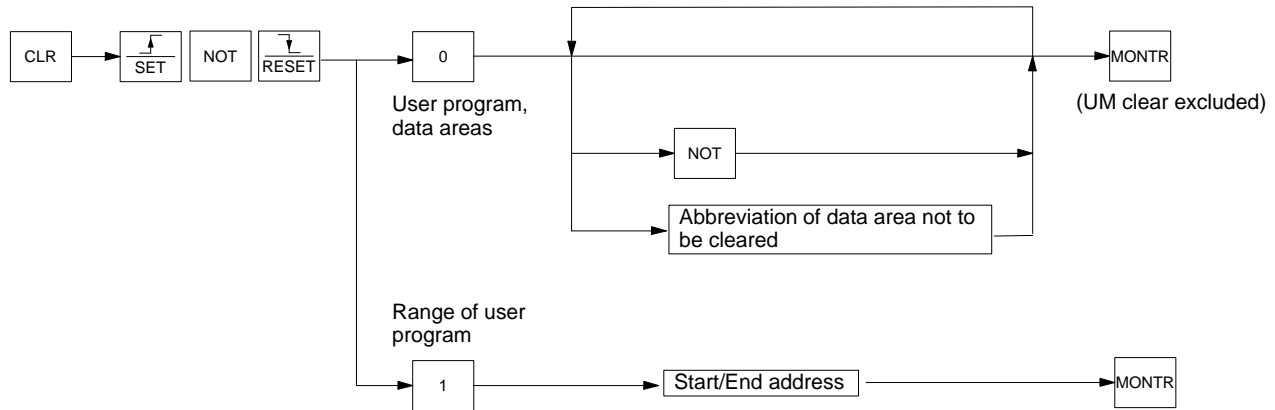 CLR
SET
NOT
RESET
0
MONTR
User program,
data areas
(UM clear excluded)
NOT
Abbreviation of data area not to
be cleared
Range of user
program
1
Start/End address
MONTR